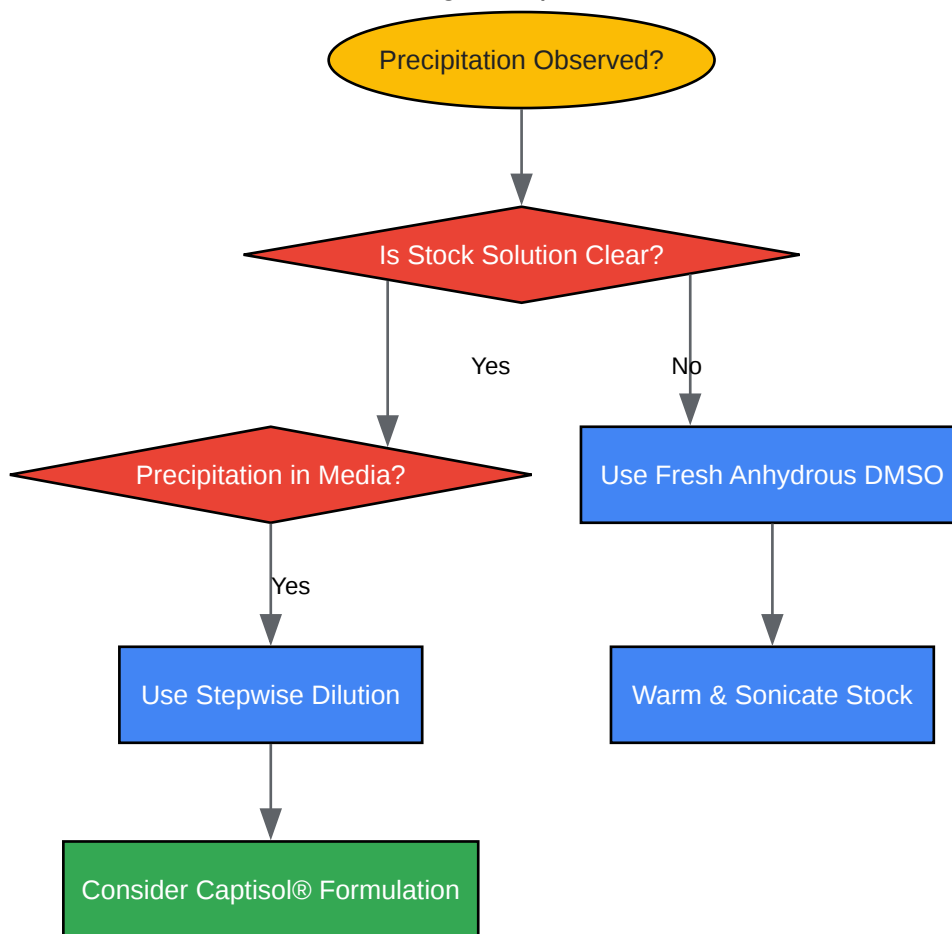 Precipitation Observed?
Is Stock Solution Clear?
Yes
No
Precipitation in Media?
Use Fresh Anhydrous DMSO
Yes
Use Stepwise Dilution
Warm & Sonicate Stock
Consider Captisol® Formulation